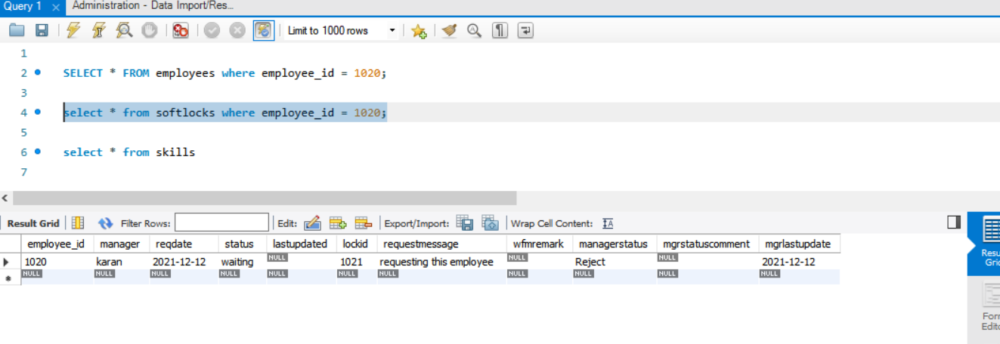 Query 1 Administration - Data Import/Res...
Limit to 1000 rows
1
2 SELECT * FROM employees where employee_id = 1020;
3
4 select * from softlocks where employee_id = 1020;
5
6 select * from skills
7
Result Grid Filter Rows: Edit: Export/Import: Wrap Cell Content: IA
employee_id manager reqdate status lastupdated lockid requestmessage wfmremark managerstatus mgrstatuscomment mgrlastupdate
1020 karan 2021-12-12 waiting NULL 1021 requesting this employee NULL Reject NULL 2021-12-12
NULL NULL NULL NULL NULL NULL NULL NULL NULL NULL NULL
Resu
Grid
Form
Edito